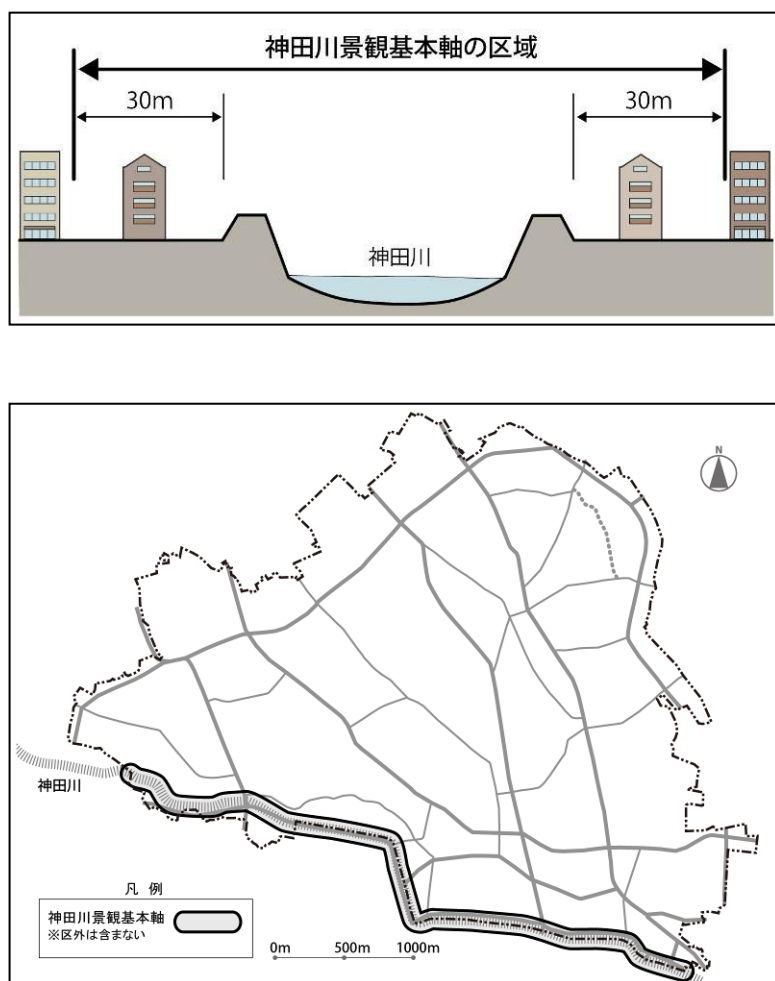 神田川景観基本軸の区域
30m
30m
神田川
N
神田川
凡 例
神田川景観基本軸
※区外は含まない
0m 500m 1000m